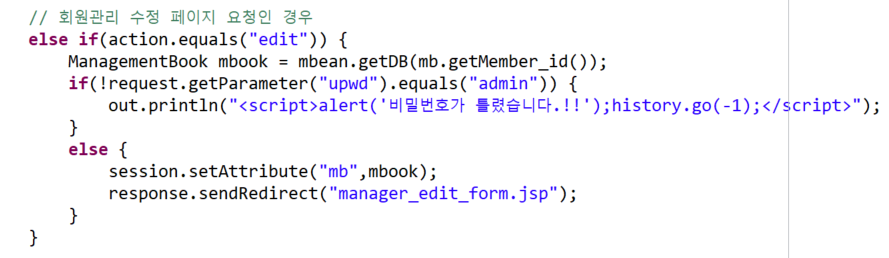 // 회원관리 수정 페이지 요청인 경우
else if(action.equals("edit")) {
ManagementBook mbook = mbean.getDB(mb.getMember_id());
if(!request.getParameter("upwd").equals("admin")) {
out.println("<script>alert('비밀번호가 틀렸습니다.!!');history.go(-1);</script>");
}
else {
session.setAttribute("mb",mbook);
response.sendRedirect("manager_edit_form.jsp");
}
}